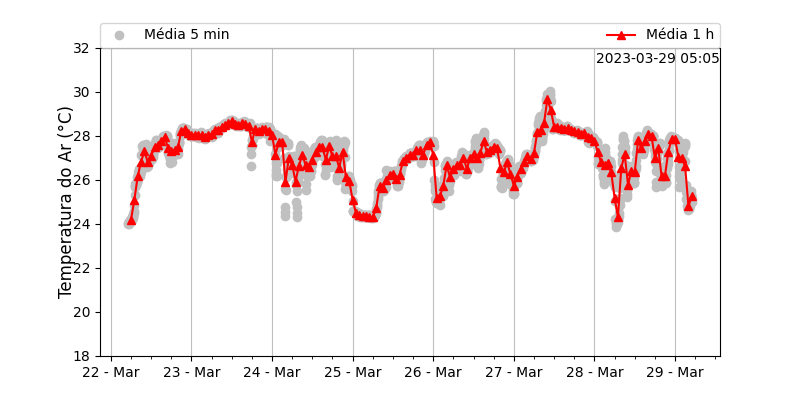 Média 5 min
Média 1 h
2023-03-29 05:05
Temperatura do Ar (°C)
32
30
28
26
24
22
20
18
22 - Mar
23 - Mar
24 - Mar
25 - Mar
26 - Mar
27 - Mar
28 - Mar
29 - Mar